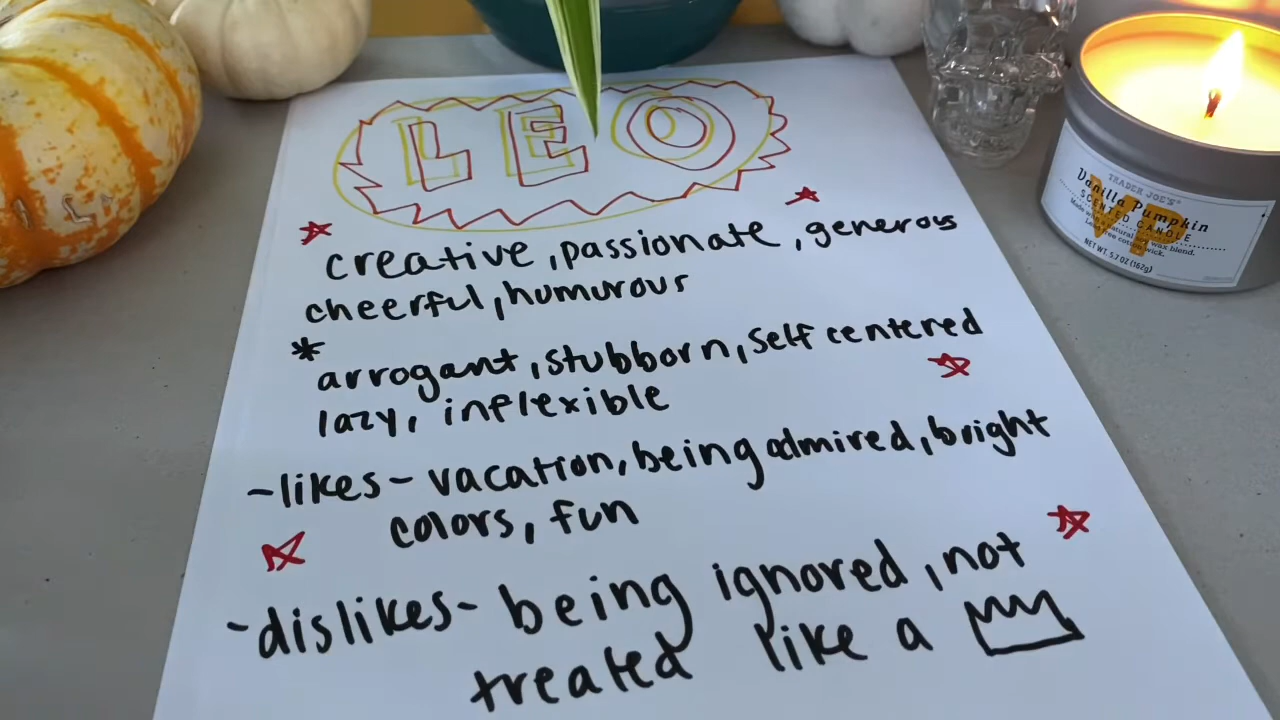 LEO
creative, passionate, generous
cheerful, humurous
* arrogant, stubborn, self centered
lazy, inflexible
-likes- vacation, being admired, bright
colors, fun
-dislikes- being ignored, not
treated like a
TRADER JOE'S
Vanilla Pumpkin
SCENTED CANDLE
NET WT. 5.7 OZ (162g)